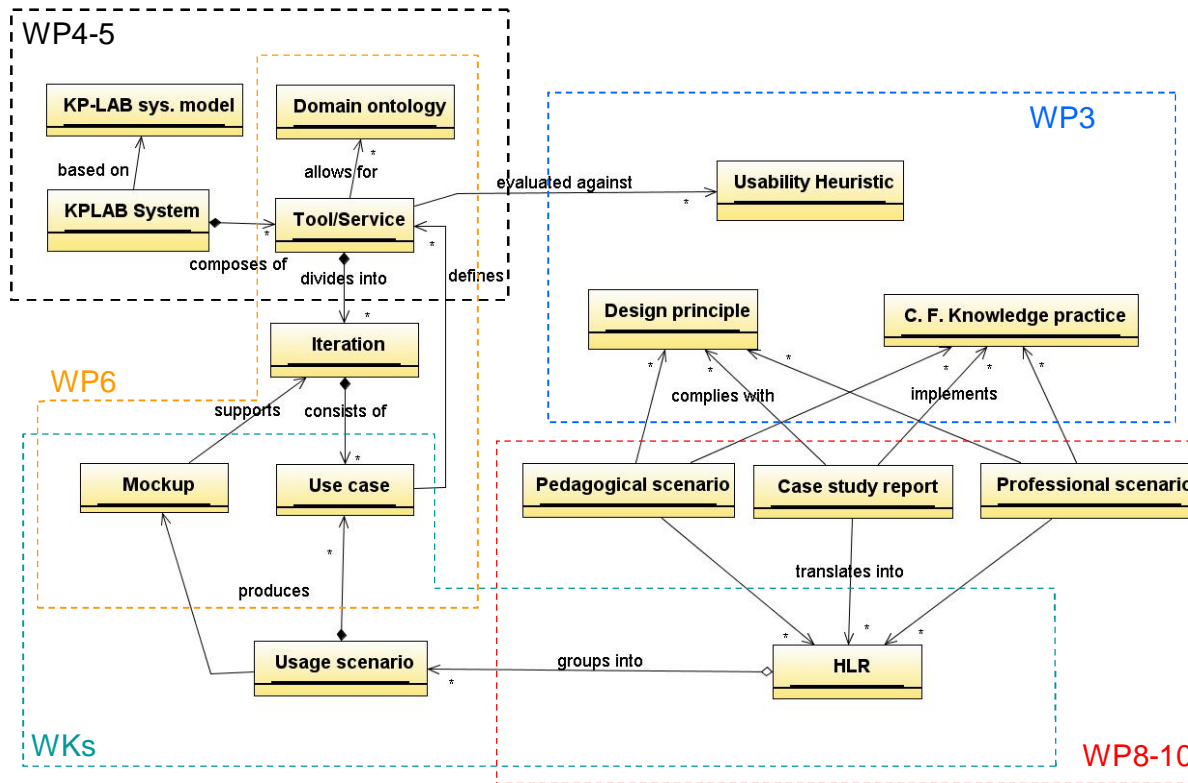 WP4-5
KP-LAB sys. model
Domain ontology
WP3
*
based on
allows for
evaluated against
Usability Heuristic
*
KPLAB System
Tool/Service
*
*
composes of
divides into
defines
*
Design principle
C. F. Knowledge practice
Iteration
WP6
*
*
*
*
*
*
supports
consists of
complies with
implements
*
Mockup
Use case
Pedagogical scenario
Case study report
Professional scenario
*
translates into
produces
*
*
*
Usage scenario
groups into
HLR
*
WKs
WP8-10